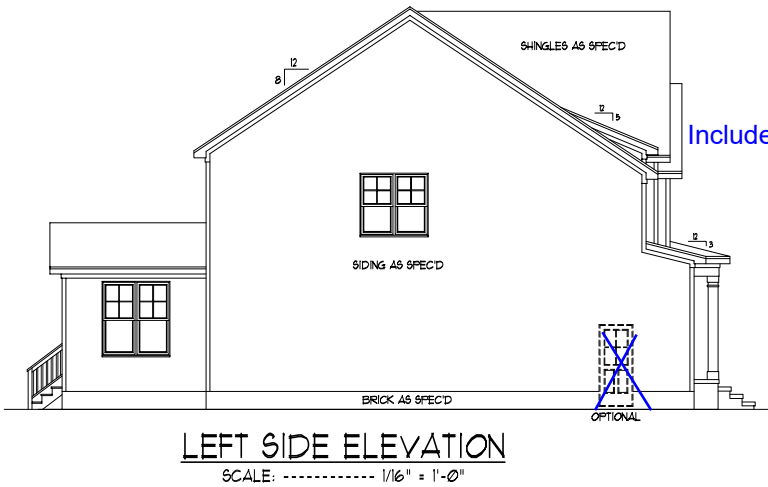 SHINGLES AS SPEC'D
12
8
12
5
Include
12
3
SIDING AS SPEC'D
BRICK AS SPEC'D
OPTIONAL
LEFT SIDE ELEVATION
SCALE: ------------ 1/16" = 1'-0"